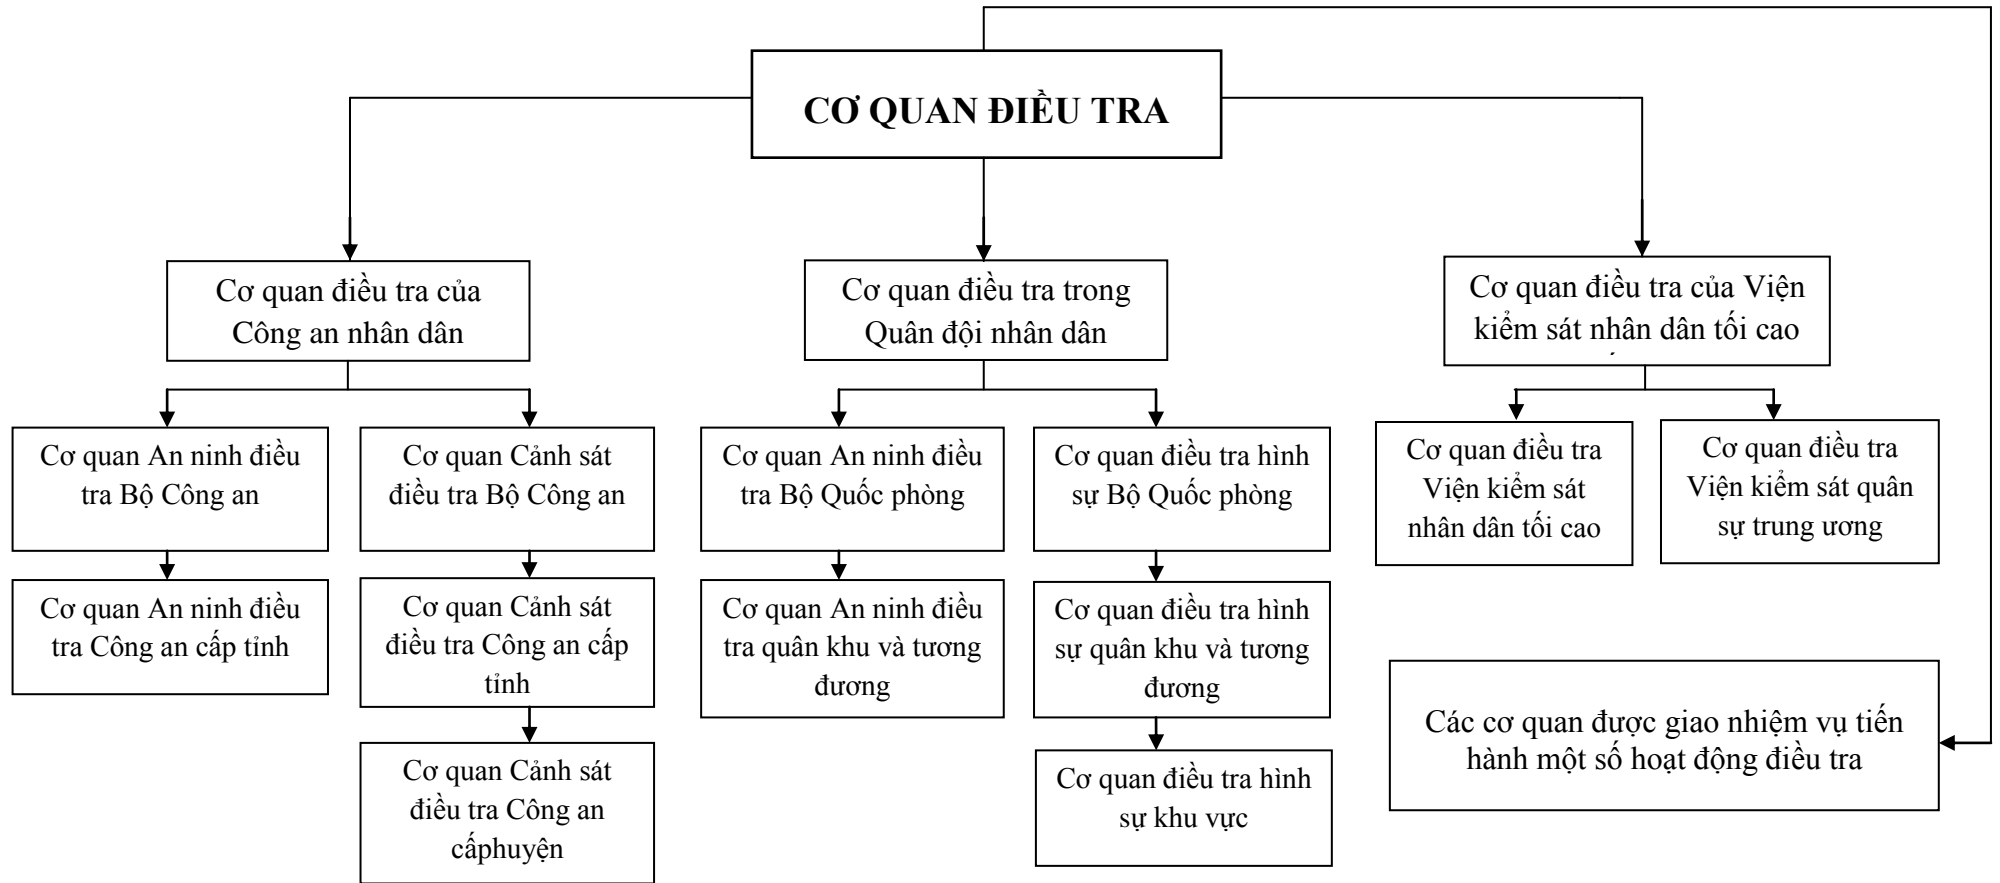 CƠ QUAN ĐIỀU TRA
Cơ quan điều tra của
Công an nhân dân
Cơ quan điều tra trong
Quân đội nhân dân
Cơ quan điều tra của Viện
kiểm sát nhân dân tối cao
Cơ quan An ninh điều
tra Bộ Công an
Cơ quan Cảnh sát
điều tra Bộ Công an
Cơ quan An ninh điều
tra Bộ Quốc phòng
Cơ quan điều tra hình
sự Bộ Quốc phòng
Cơ quan điều tra
Viện kiểm sát
nhân dân tối cao
Cơ quan điều tra
Viện kiểm sát quân
sự trung ương
Cơ quan An ninh điều
tra Công an cấp tỉnh
Cơ quan Cảnh sát
điều tra Công an cấp
tỉnh
Cơ quan An ninh điều
tra quân khu và tương
đương
Cơ quan điều tra hình
sự quân khu và tương
đương
Các cơ quan được giao nhiệm vụ tiến
hành một số hoạt động điều tra
Cơ quan Cảnh sát
điều tra Công an
cấphuyện
Cơ quan điều tra hình
sự khu vực